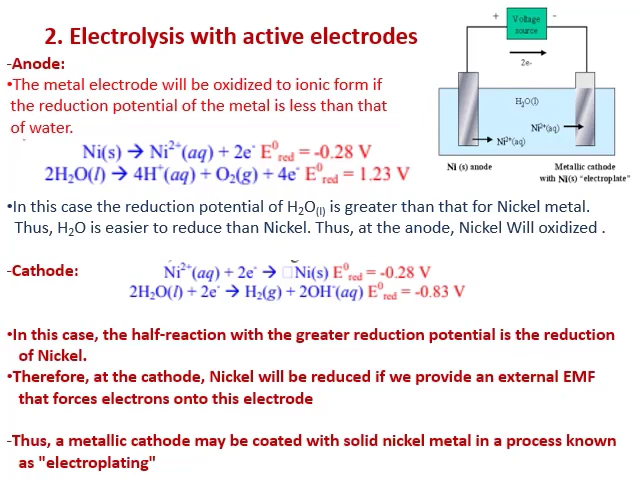 2. Electrolysis with active electrodes
-Anode:
•The metal electrode will be oxidized to ionic form if
the reduction potential of the metal is less than that
of water.
Ni(s) → Ni²⁺(aq) + 2e⁻ E⁰red = -0.28 V
2H₂O(l) → 4H⁺(aq) + O₂(g) + 4e⁻ E⁰red = 1.23 V
+ Voltage source -
2e-
H₂O(l)
Ni²⁺(aq)
Ni²⁺(aq)
Ni (s) anode
Metallic cathode
with Ni(s) "electroplate")
•In this case the reduction potential of H₂O(l) is greater than that for Nickel metal.
Thus, H₂O is easier to reduce than Nickel. Thus, at the anode, Nickel Will oxidized .
-Cathode:
Ni²⁺(aq) + 2e⁻ → □Ni(s) E⁰red = -0.28 V
2H₂O(l) + 2e⁻ → H₂(g) + 2OH⁻(aq) E⁰red = -0.83 V
•In this case, the half-reaction with the greater reduction potential is the reduction
of Nickel.
•Therefore, at the cathode, Nickel will be reduced if we provide an external EMF
that forces electrons onto this electrode
-Thus, a metallic cathode may be coated with solid nickel metal in a process known
as "electroplating"